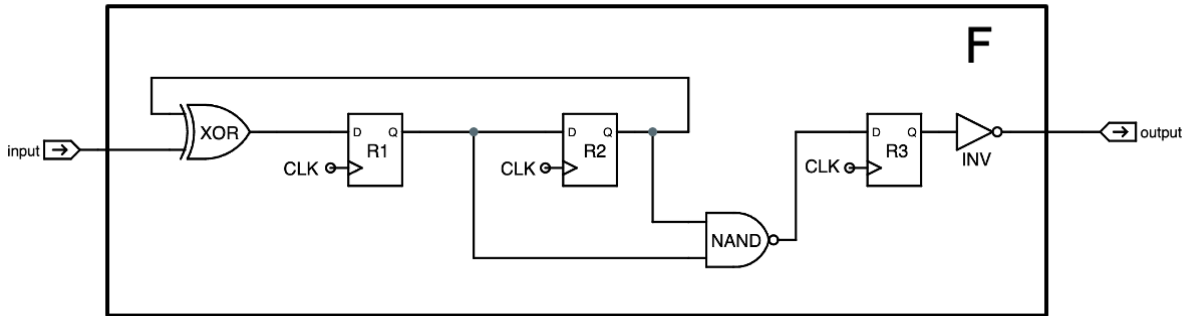 F
input
XOR
D Q
R1
CLK
D Q
R2
CLK
D Q
R3
CLK
INV
output
NAND